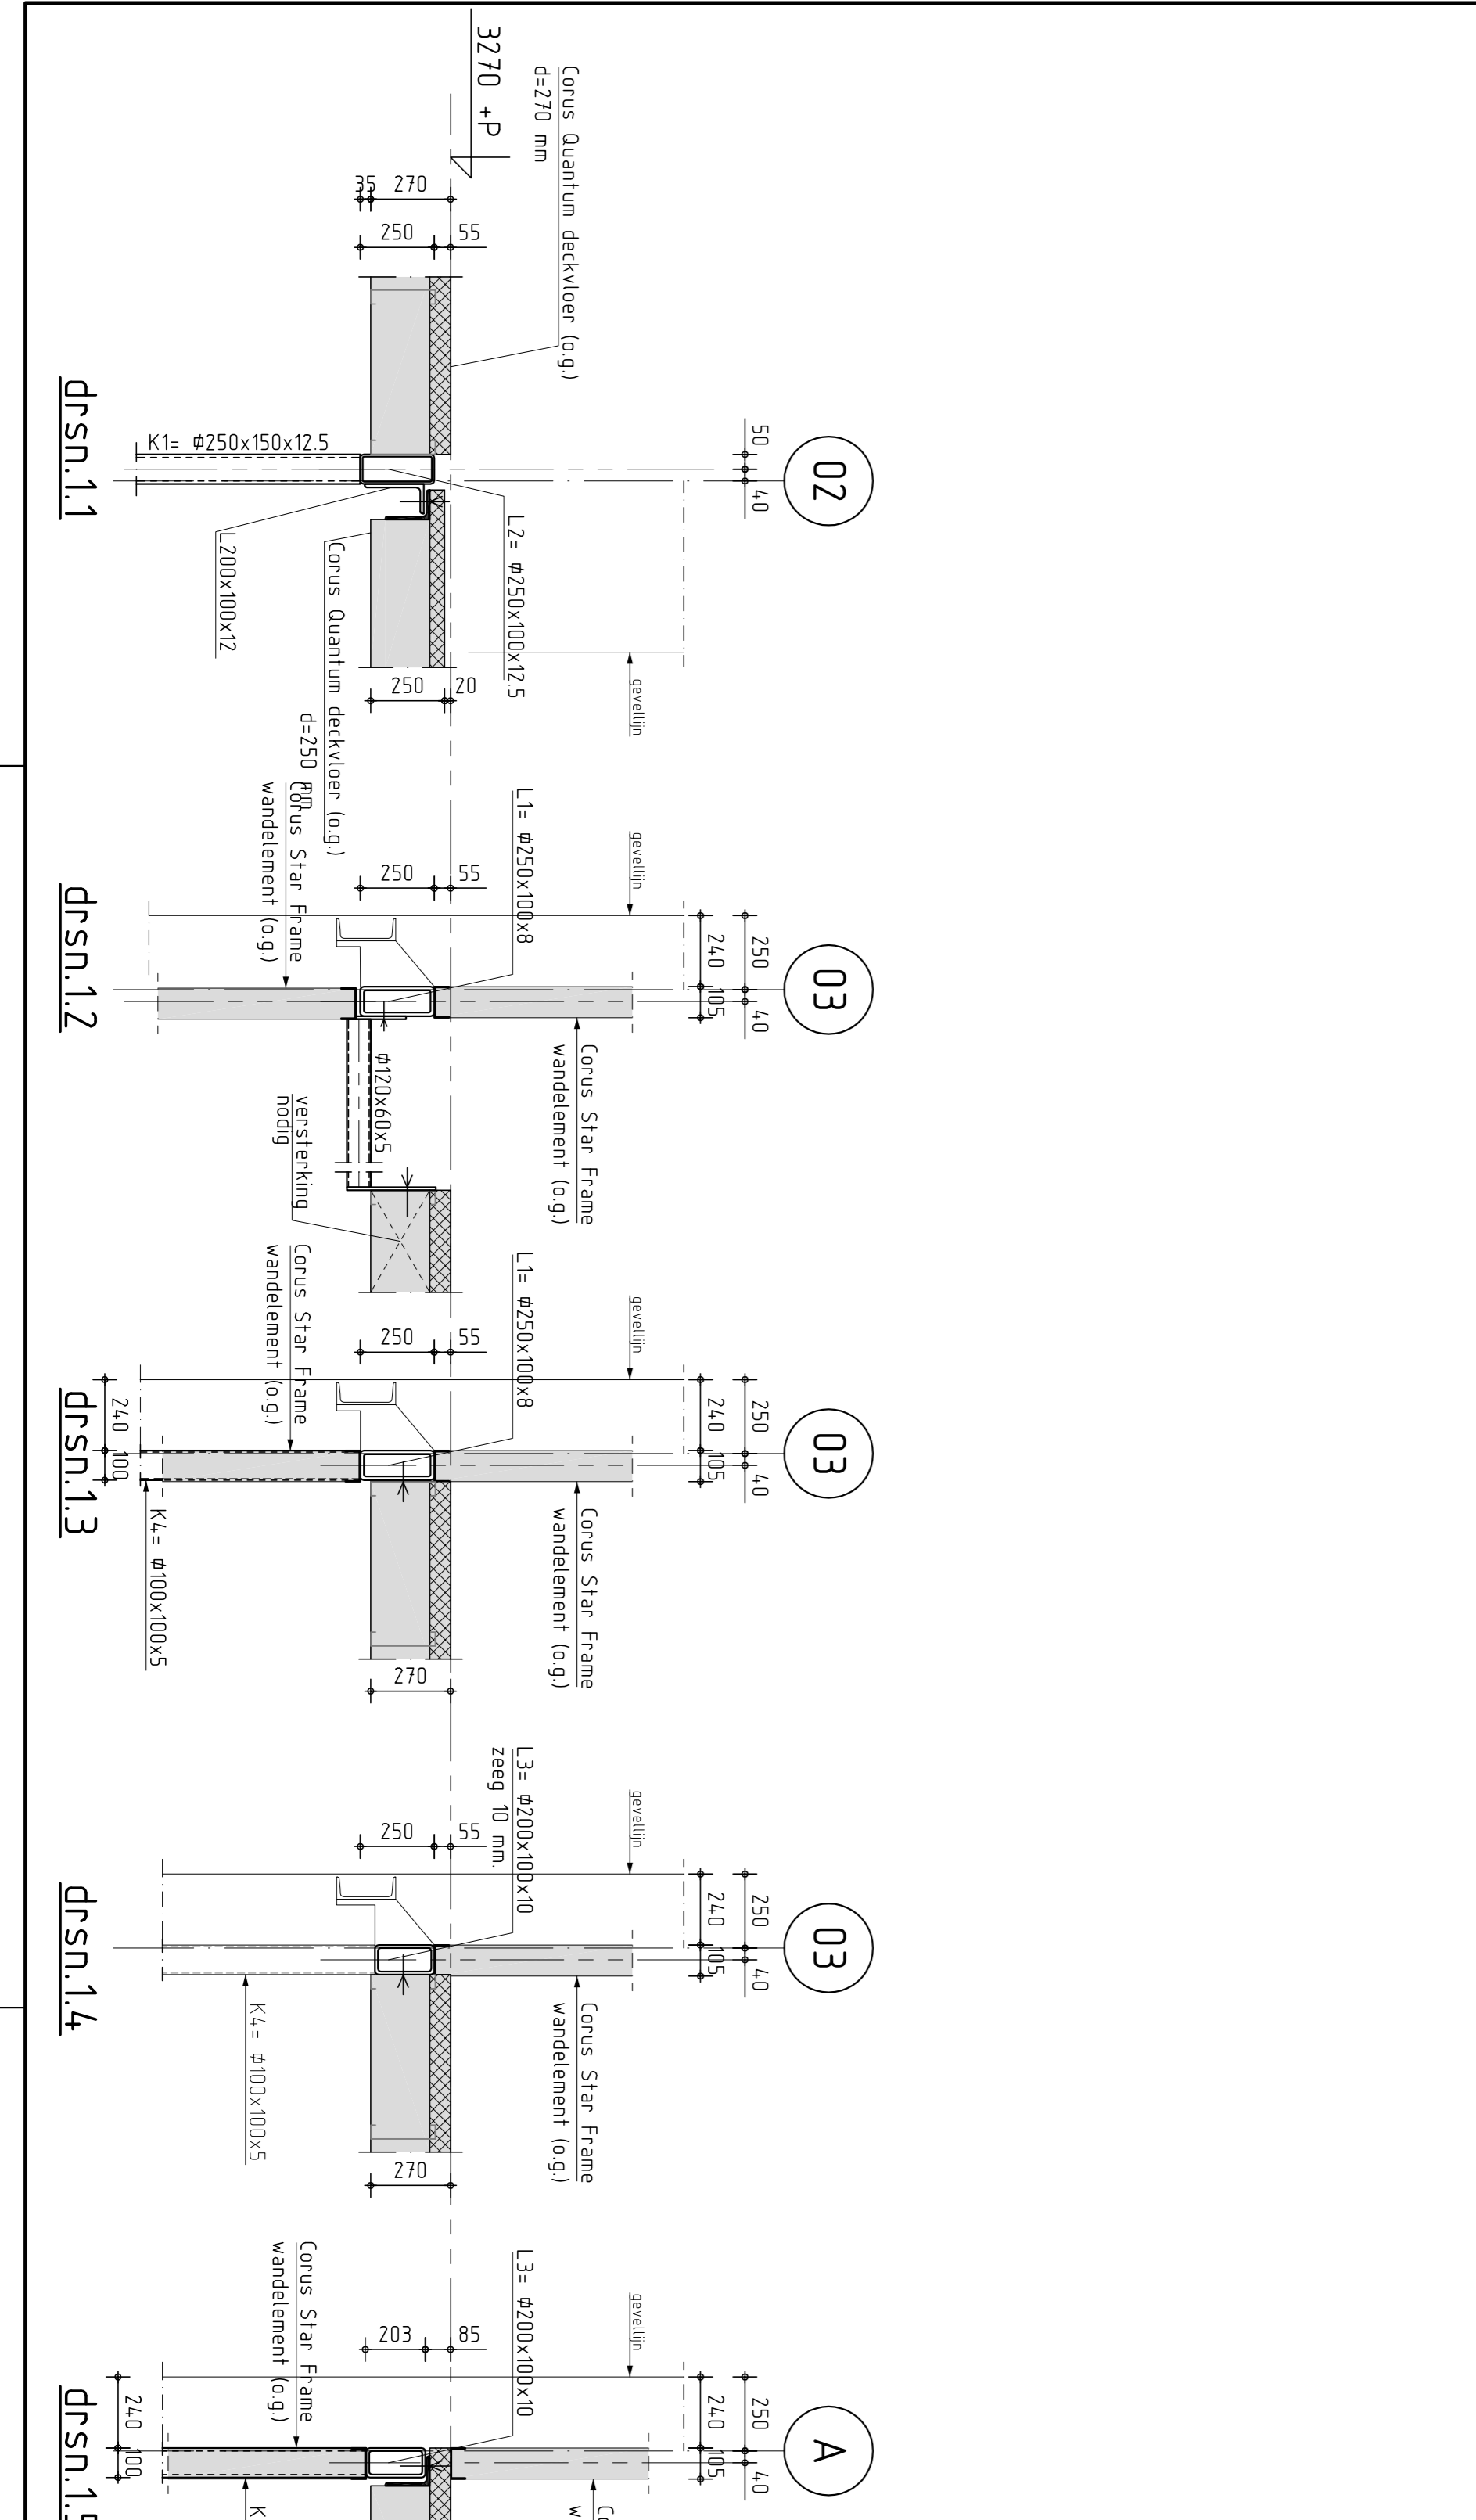 3270 +P
Corus Quantum deckvloer (o.g.)
d=270 mm
35 270
250 55
50 40
02
K1= ⌀250x150x12.5
L2= ⌀250x100x12.5
L200x100x12
Corus Quantum deckvloer (o.g.)
d=250 mm
250 20
gevellijn
drsn.1.1
03
250 40
240 105
gevellijn
L1= ⌀250x100x8
250 55
Corus Star Frame
wandelement (o.g.)
Corus Star Frame
wandelement (o.g.)
⌀120x60x5
versterking
nodig
drsn.1.2
03
250 40
240 105
gevellijn
L1= ⌀250x100x8
250 55
Corus Star Frame
wandelement (o.g.)
Corus Star Frame
wandelement (o.g.)
240 100
K4= ⌀100x100x5
270
drsn.1.3
03
250 40
240 105
gevellijn
L3= ⌀200x100x10
zeeg 10 mm.
250 55
Corus Star Frame
wandelement (o.g.)
K4= ⌀100x100x5
270
drsn.1.4
A
250 40
240 105
gevellijn
L3= ⌀200x100x10
203 85
Corus Star Frame
wandelement (o.g.)
240 100
drsn.1.5